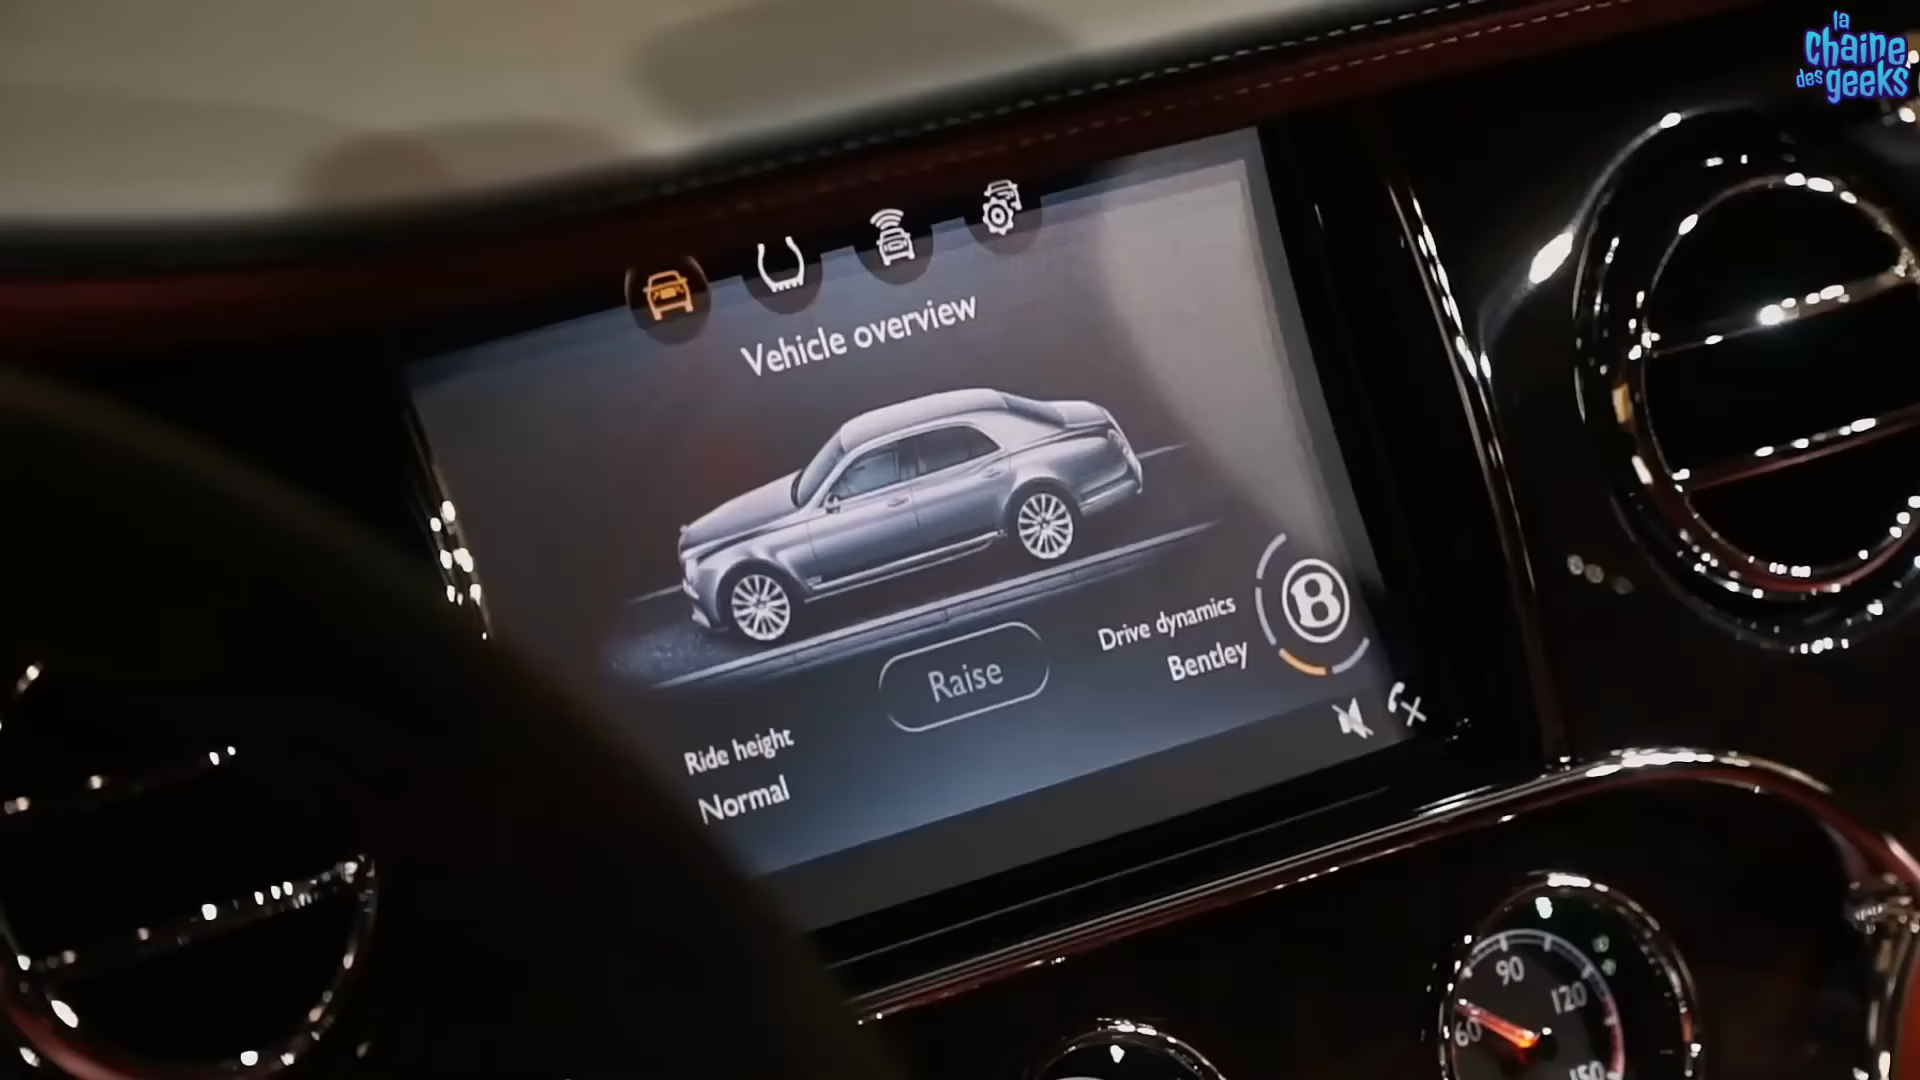 la
chaine
des geeks
Vehicle overview
Raise
Drive dynamics
Bentley
B
Ride height
Normal
90
120
60
150